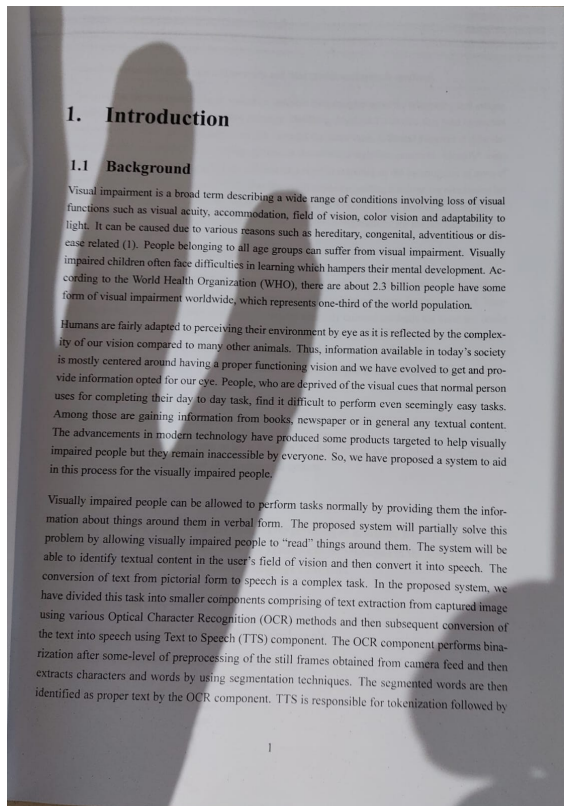 1. Introduction
1.1 Background
Visual impairment is a broad term describing a wide range of conditions involving loss of visual
functions such as visual acuity, accommodation, field of vision, color vision and adaptability to
light. It can be caused due to various reasons such as hereditary, congenital, adventitious or dis-
ease related (1). People belonging to all age groups can suffer from visual impairment. Visually
impaired children often face difficulties in learning which hampers their mental development. Ac-
cording to the World Health Organization (WHO), there are about 2.3 billion people have some
form of visual impairment worldwide, which represents one-third of the world population.
Humans are fairly adapted to perceiving their environment by eye as it is reflected by the complex-
ity of our vision compared to many other animals. Thus, information available in today's society
is mostly centered around having a proper functioning vision and we have evolved to get and pro-
vide information opted for our eye. People, who are deprived of the visual cues that normal person
uses for completing their day to day task, find it difficult to perform even seemingly easy tasks.
Among those are gaining information from books, newspaper or in general any textual content.
The advancements in modern technology have produced some products targeted to help visually
impaired people but they remain inaccessible by everyone. So, we have proposed a system to aid
in this process for the visually impaired people.
Visually impaired people can be allowed to perform tasks normally by providing them the infor-
mation about things around them in verbal form. The proposed system will partially solve this
problem by allowing visually impaired people to “read” things around them. The system will be
able to identify textual content in the user's field of vision and then convert it into speech. The
conversion of text from pictorial form to speech is a complex task. In the proposed system, we
have divided this task into smaller components comprising of text extraction from captured image
using various Optical Character Recognition (OCR) methods and then subsequent conversion of
the text into speech using Text to Speech (TTS) component. The OCR component performs bina-
rization after some-level of preprocessing of the still frames obtained from camera feed and then
extracts characters and words by using segmentation techniques. The segmented words are then
identified as proper text by the OCR component. TTS is responsible for tokenization followed by
1